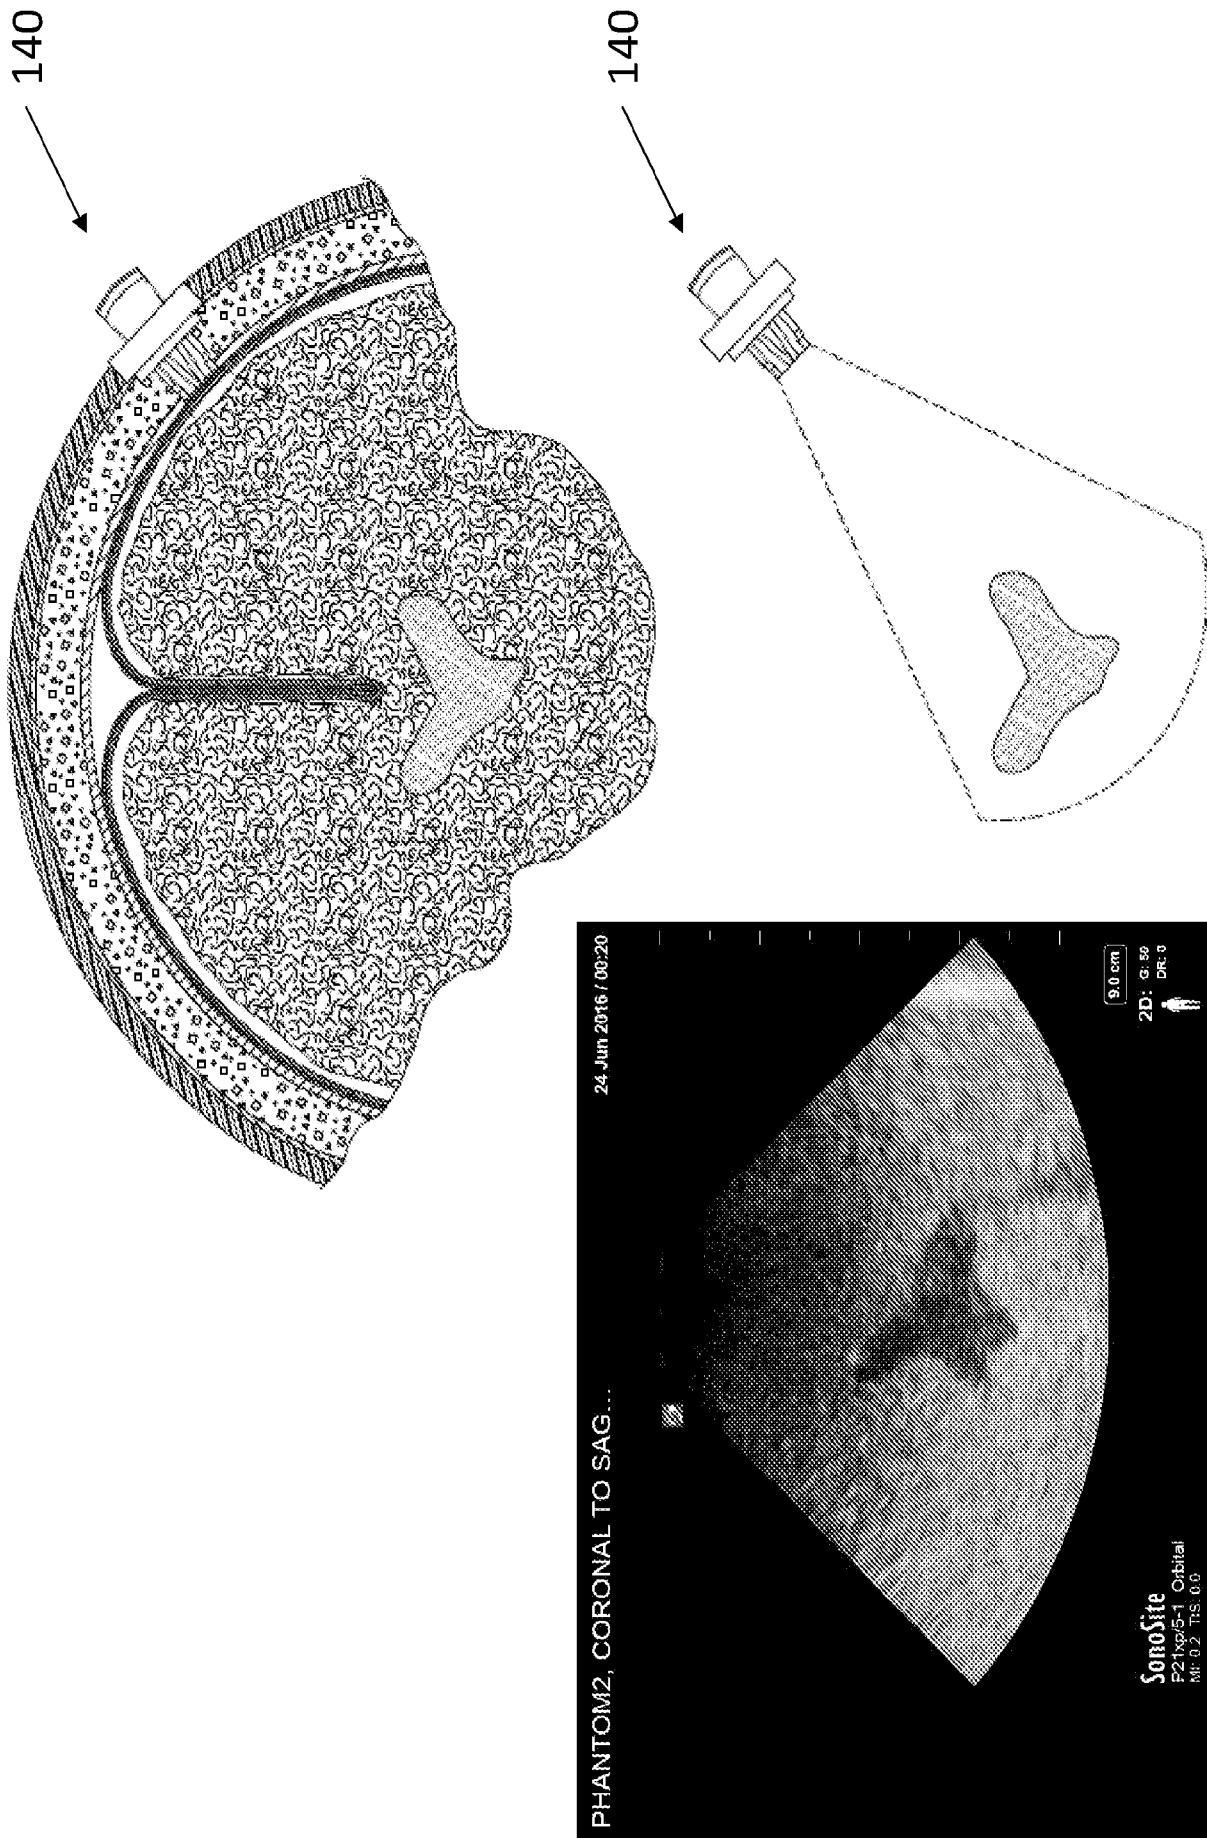 140
140
PHANTOM2, CORONAL TO SAG...
24 Jun 2016 / 00:20
9.0 cm
2D: G: 50
DR: 0
SonoSite
P21xp/5-1 Orbital
MI: 0.2 TIS: 0.0